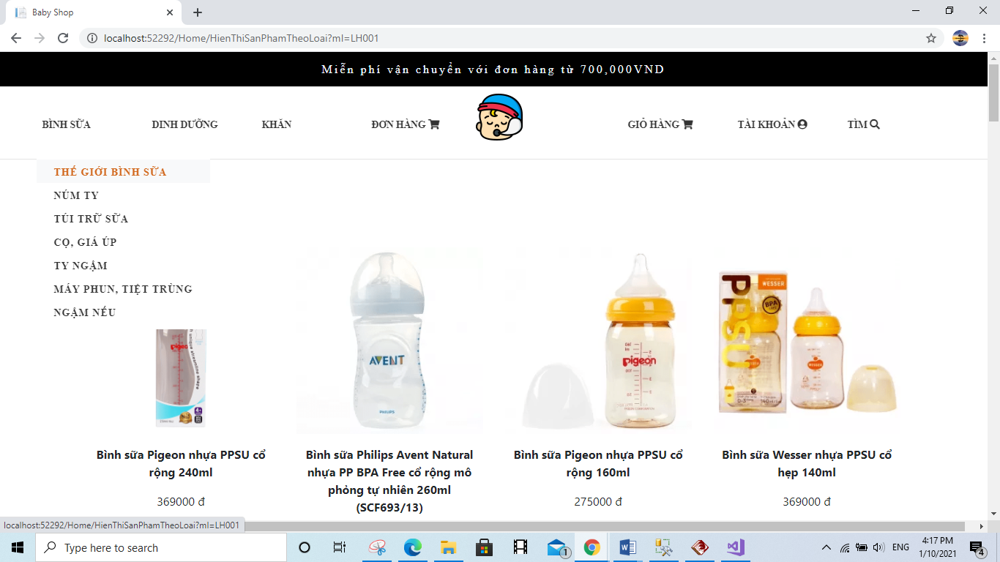 Baby Shop
localhost:52292/Home/HienThiSanPhamTheoLoai?ml=LH001
Miễn phí vận chuyển với đơn hàng từ 700,000VND
BÌNH SỮA
DINH DƯỠNG
KHĂN
ĐƠN HÀNG
GIỎ HÀNG
TÀI KHOẢN
TÌM
THẾ GIỚI BÌNH SỮA
NÚM TY
TÚI TRỮ SỮA
CỌ, GIÁ ÚP
TY NGẬM
MÁY PHUN, TIỆT TRÙNG
NGẬM NẾU
AVENT
PHILIPS
pigeon
WESSER
PPSU
BPA
Bình sữa Pigeon nhựa PPSU cổ
rộng 240ml
369000 đ
Bình sữa Philips Avent Natural
nhựa PP BPA Free cổ rộng mô
phỏng tự nhiên 260ml
(SCF693/13)
Bình sữa Pigeon nhựa PPSU cổ
rộng 160ml
275000 đ
Bình sữa Wesser nhựa PPSU cổ
hẹp 140ml
369000 đ
localhost:52292/Home/HienThiSanPhamTheoLoai?ml=LH001
Type here to search
1
ENG
4:17 PM
1/10/2021
4